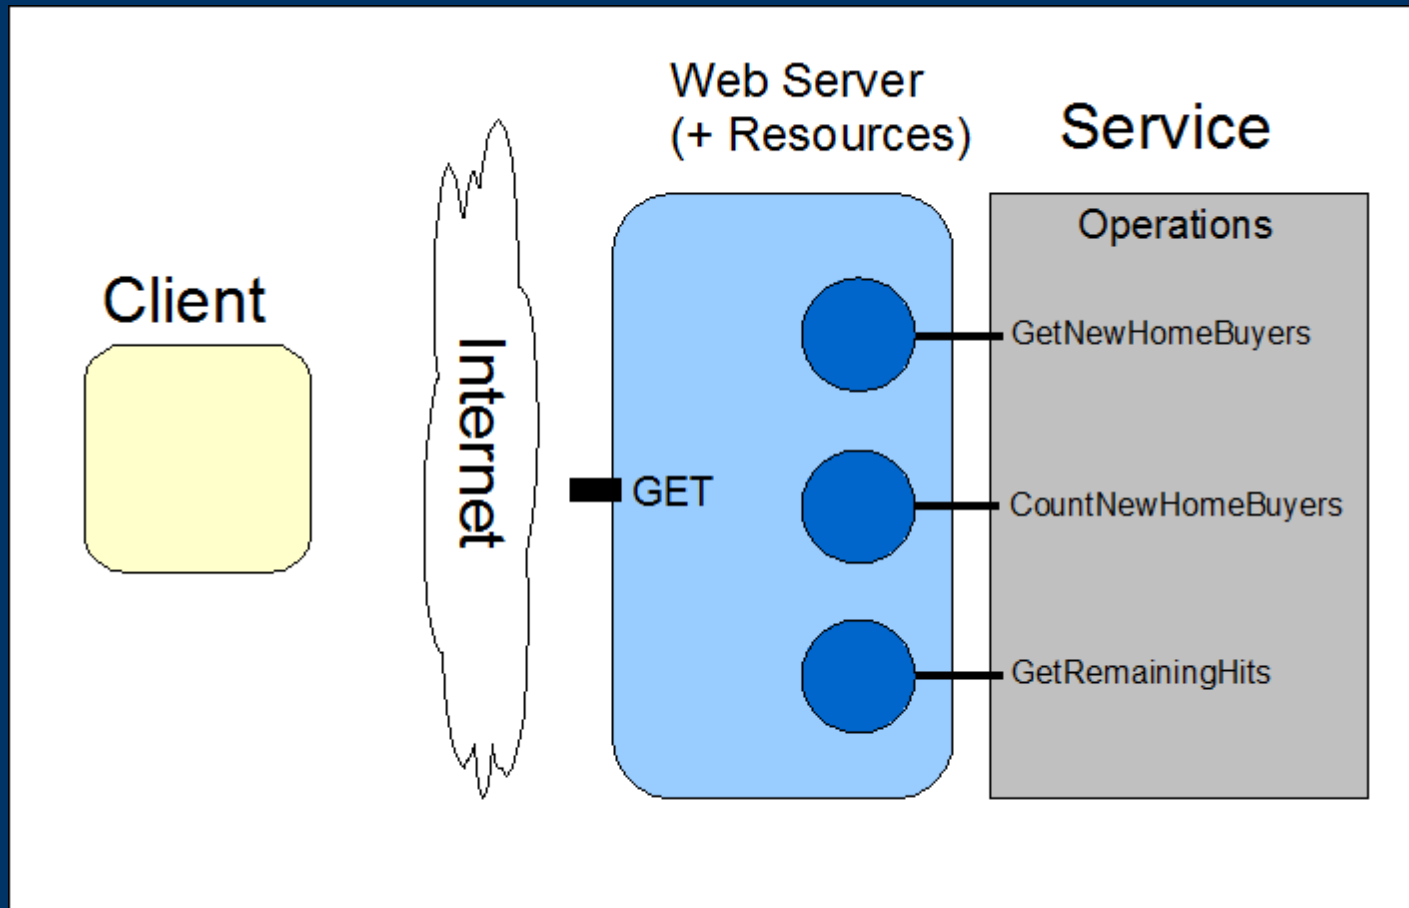 Client
Internet
Web Server
(+ Resources)
GET
Service
Operations
GetNewHomeBuyers
CountNewHomeBuyers
GetRemainingHits